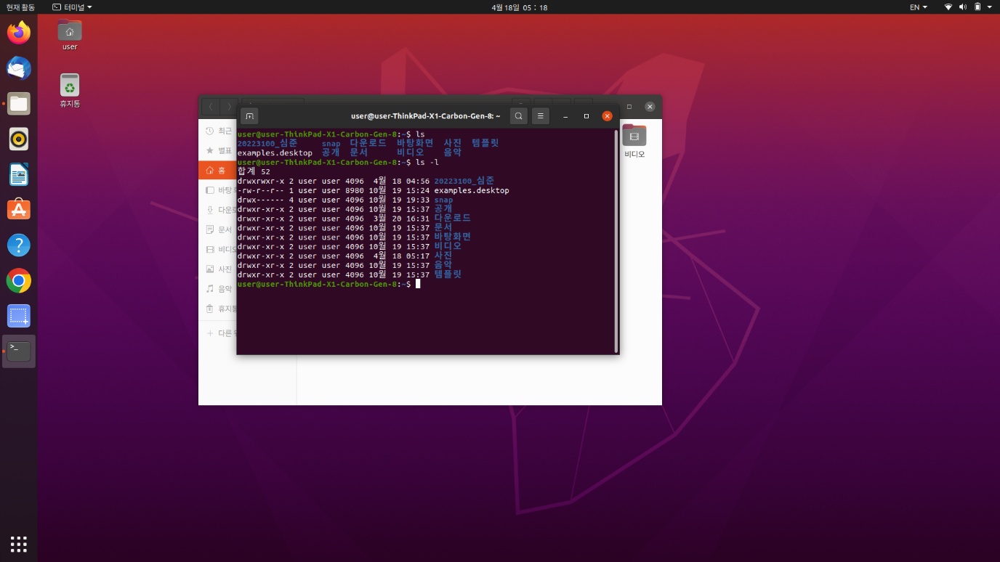 현재 활동 터미널 4월 18일 05 : 18 EN
user
휴지통
최근
별표
홈
바탕
다운로
문서
비디오
사진
음악
휴지통
다른
비디오
user@user-ThinkPad-X1-Carbon-Gen-8: ~
user@user-ThinkPad-X1-Carbon-Gen-8:~$ ls
20223100_심준 snap 다운로드 바탕화면 사진 템플릿
examples.desktop 공개 문서 비디오 음악
user@user-ThinkPad-X1-Carbon-Gen-8:~$ ls -l
합계 52
drwxrwxr-x 2 user user 4096 4월 18 04:56 20223100_심준
-rw-r--r-- 1 user user 8980 10월 19 15:24 examples.desktop
drwx------ 4 user user 4096 10월 19 19:33 snap
drwxr-xr-x 2 user user 4096 10월 19 15:37 공개
drwxr-xr-x 2 user user 4096 3월 20 16:31 다운로드
drwxr-xr-x 2 user user 4096 10월 19 15:37 문서
drwxr-xr-x 2 user user 4096 10월 19 15:37 바탕화면
drwxr-xr-x 2 user user 4096 10월 19 15:37 비디오
drwxr-xr-x 2 user user 4096 4월 18 05:17 사진
drwxr-xr-x 2 user user 4096 10월 19 15:37 음악
drwxr-xr-x 2 user user 4096 10월 19 15:37 템플릿
user@user-ThinkPad-X1-Carbon-Gen-8:~$